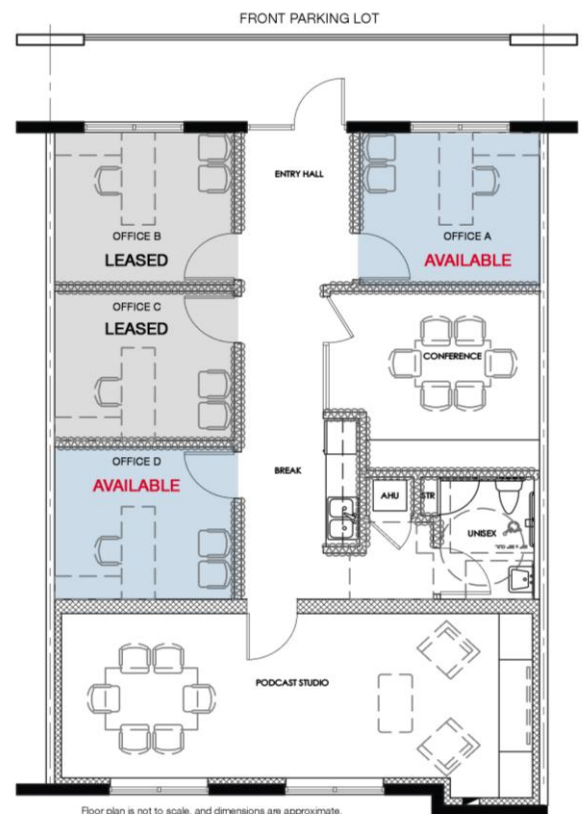 FRONT PARKING LOT
ENTRY HALL
OFFICE B
LEASED
OFFICE A
AVAILABLE
OFFICE C
LEASED
CONFERENCE
OFFICE D
AVAILABLE
BREAK
AHU
STR
UNISEX
PODCAST STUDIO
Floor plan is not to scale, and dimensions are approximate.